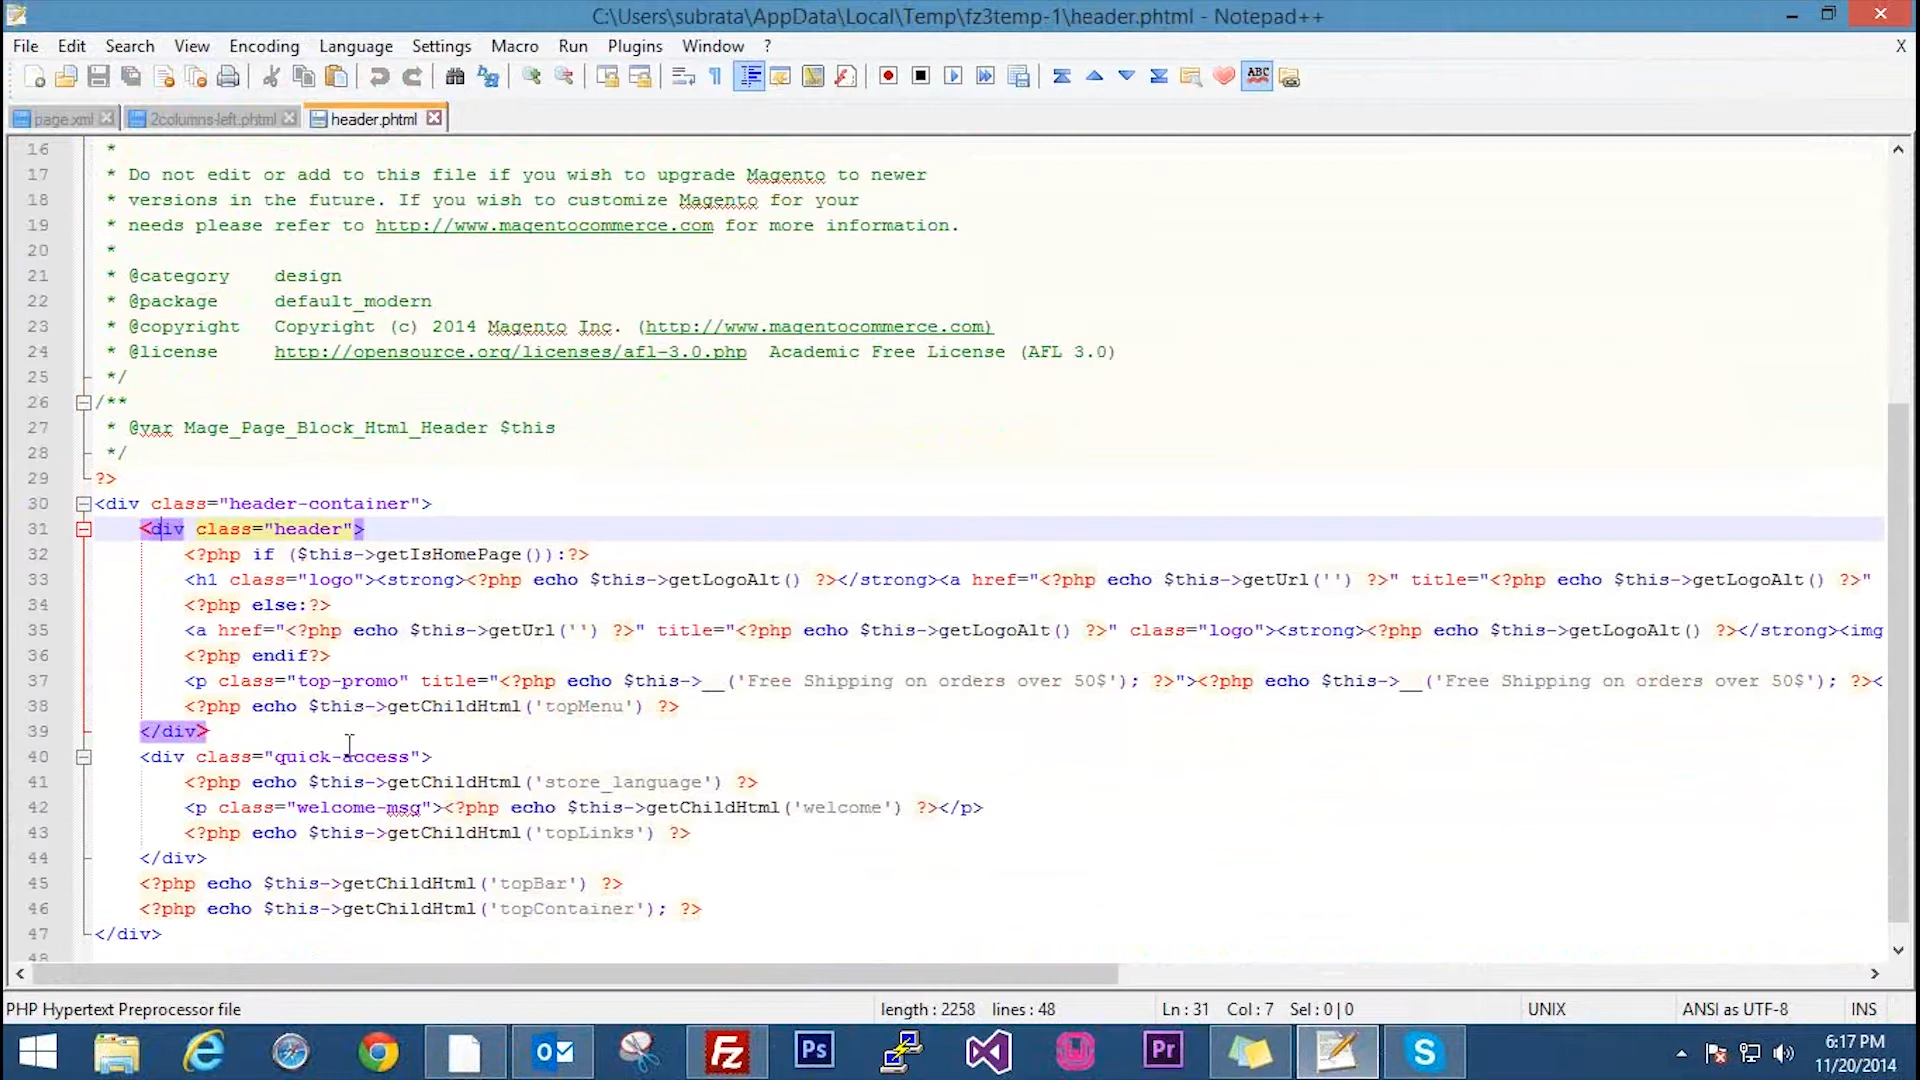 C:\Users\subrata\AppData\Local\Temp\fz3temp-1\header.phtml - Notepad++
File Edit Search View Encoding Language Settings Macro Run Plugins Window ? X
ABC
page.xml 2columns-left.phtml header.phtml
16 *
17 * Do not edit or add to this file if you wish to upgrade Magento to newer
18 * versions in the future. If you wish to customize Magento for your
19 * needs please refer to http://www.magentocommerce.com for more information.
20 *
21 * @category    design
22 * @package     default_modern
23 * @copyright   Copyright (c) 2014 Magento Inc. (http://www.magentocommerce.com)
24 * @license     http://opensource.org/licenses/afl-3.0.php  Academic Free License (AFL 3.0)
25 */
26 /**
27 * @var Mage_Page_Block_Html_Header $this
28 */
29 ?>
30 <div class="header-container">
31 <div class="header">
32 <?php if ($this->getIsHomePage()):?>
33 <h1 class="logo"><strong><?php echo $this->getLogoAlt() ?></strong><a href="<?php echo $this->getUrl('') ?>" title="<?php echo $this->getLogoAlt() ?>"
34 <?php else:?>
35 <a href="<?php echo $this->getUrl('') ?>" title="<?php echo $this->getLogoAlt() ?>" class="logo"><strong><?php echo $this->getLogoAlt() ?></strong><img
36 <?php endif?>
37 <p class="top-promo" title="<?php echo $this->__('Free Shipping on orders over 50$'); ?>"><?php echo $this->__('Free Shipping on orders over 50$'); ?><
38 <?php echo $this->getChildHtml('topMenu') ?>
39 </div>
40 <div class="quick-access">
41 <?php echo $this->getChildHtml('store_language') ?>
42 <p class="welcome-msg"><?php echo $this->getChildHtml('welcome') ?></p>
43 <?php echo $this->getChildHtml('topLinks') ?>
44 </div>
45 <?php echo $this->getChildHtml('topBar') ?>
46 <?php echo $this->getChildHtml('topContainer'); ?>
47 </div>
48
PHP Hypertext Preprocessor file length : 2258 lines : 48 Ln : 31 Col : 7 Sel : 0 | 0 UNIX ANSI as UTF-8 INS
Fz Ps Pr S
6:17 PM
11/20/2014